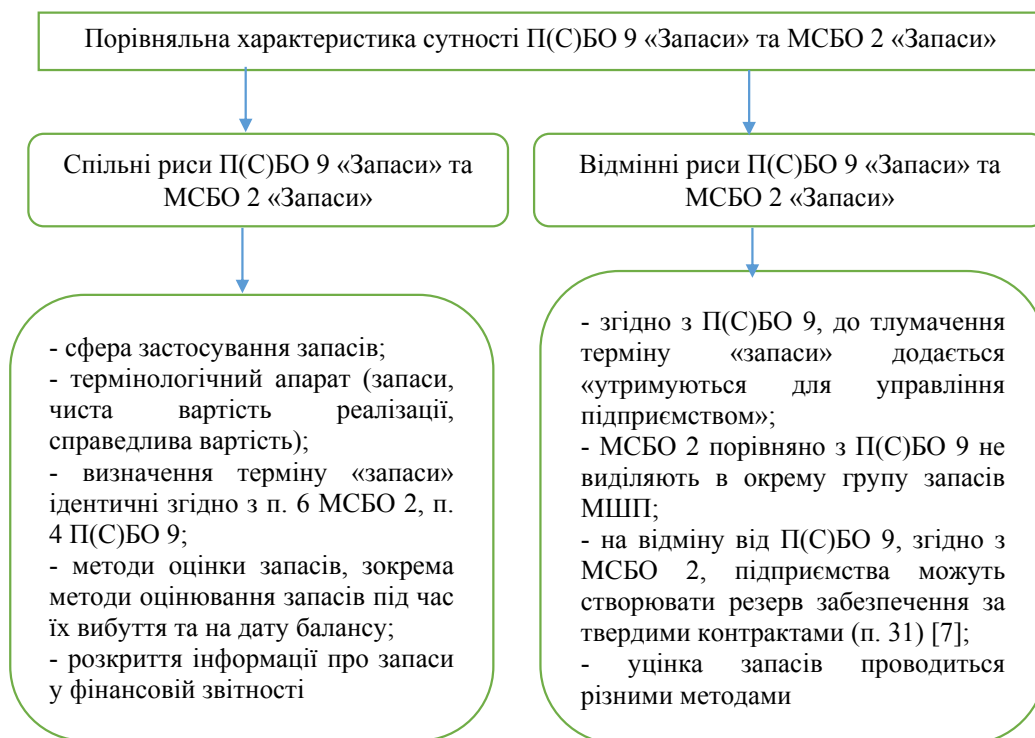 Порівняльна характеристика сутності П(С)БО 9 «Запаси» та МСБО 2 «Запаси»
Спільні риси П(С)БО 9 «Запаси» та
МСБО 2 «Запаси»
Відмінні риси П(С)БО 9 «Запаси» та
МСБО 2 «Запаси»
- сфера застосування запасів;
- термінологічний апарат (запаси,
чиста вартість реалізації,
справедлива вартість);
- визначення терміну «запаси»
ідентичні згідно з п. 6 МСБО 2, п.
4 П(С)БО 9;
- методи оцінки запасів, зокрема
методи оцінювання запасів під час
їх вибуття та на дату балансу;
- розкриття інформації про запаси
у фінансовій звітності
- згідно з П(С)БО 9, до тлумачення
терміну «запаси» додається
«утримуються для управління
підприємством»;
- МСБО 2 порівняно з П(С)БО 9 не
виділяють в окрему групу запасів
МШП;
- на відміну від П(С)БО 9, згідно з
МСБО 2, підприємства можуть
створювати резерв забезпечення за
твердими контрактами (п. 31) [7];
- уцінка запасів проводиться
різними методами